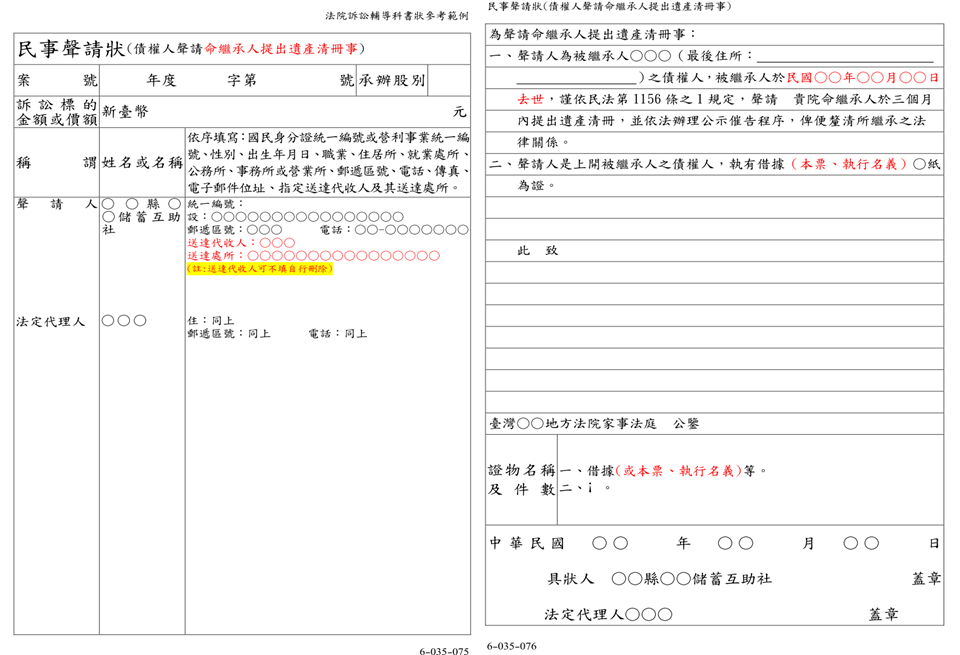 法院訴訟輔導科書狀參考範例
民事聲請狀(債權人聲請命繼承人提出遺產清冊事)
案號 年度 字第 號 承辦股別
訴訟標的
金額或價額 新臺幣 元
稱謂 姓名或名稱 依序填寫：國民身分證統一編號或營利事業統一編
號、性別、出生年月日、職業、住居所、就業處所、
公務所、事務所或營業所、郵遞區號、電話、傳真、
電子郵件位址、指定送達代收人及其送達處所。
聲請人 ○○縣○ 統一編號：
○儲蓄互助 設：○○○○○○○○○○○○○○○
社 郵遞區號：○○○ 電話：○○-○○○○○○○
送達代收人：○○○
送達處所：○○○○○○○○○○○○○○○
(註:送達代收人可不填自行刪除)
法定代理人 ○○○ 住：同上
郵遞區號：同上 電話：同上
6-035-075
民事聲請狀(債權人聲請命繼承人提出遺產清冊事)
為聲請命繼承人提出遺產清冊事：
一、聲請人為被繼承人○○○（最後住所：
）之債權人，被繼承人於民國○○年○○月○○日
去世，謹依民法第 1156 條之 1 規定，聲請 貴院命繼承人於三個月
內提出遺產清冊，並依法辦理公示催告程序，俾便釐清所繼承之法
律關係。
二、聲請人是上開被繼承人之債權人，執有借據（本票、執行名義）○紙
為證。
此 致
臺灣○○地方法院家事法庭 公鑒
證物名稱
及件數 一、借據(或本票、執行名義)等。
二、i 。
中華民國 ○○ 年 ○○ 月 ○○ 日
具狀人 ○○縣○○儲蓄互助社 蓋章
法定代理人○○○ 蓋章
6-035-076